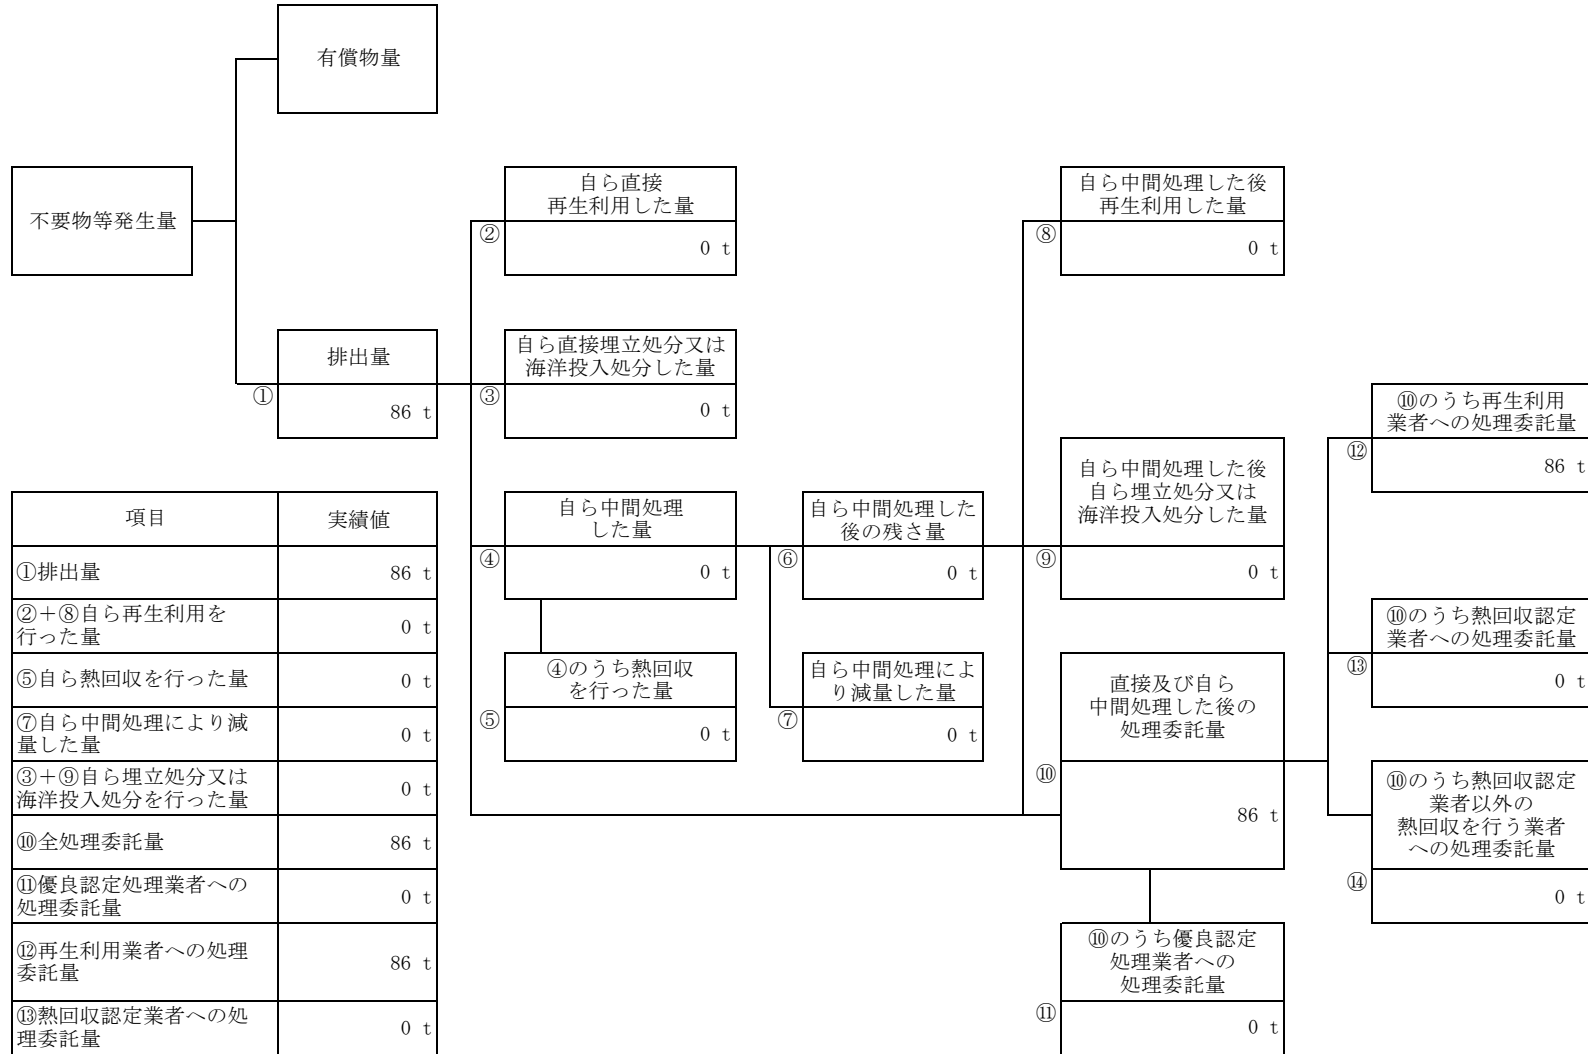 有償物量
不要物等発生量
排出量
①
86 t
自ら直接
再生利用した量
②
0 t
自ら直接埋立処分又は
海洋投入処分した量
③
0 t
自ら中間処理
した量
④
0 t
④のうち熱回収
を行った量
⑤
0 t
自ら中間処理した
後の残さ量
⑥
0 t
自ら中間処理によ
り減量した量
⑦
0 t
自ら中間処理した後
再生利用した量
⑧
0 t
自ら中間処理した後
自ら埋立処分又は
海洋投入処分した量
⑨
0 t
直接及び自ら
中間処理した後の
処理委託量
⑩
86 t
⑩のうち優良認定
処理業者への
処理委託量
⑪
0 t
⑩のうち再生利用
業者への処理委託量
⑫
86 t
⑩のうち熱回収認定
業者への処理委託量
⑬
0 t
⑩のうち熱回収認定
業者以外の
熱回収を行う業者
への処理委託量
⑭
0 t
項目 実績値
①排出量 86 t
②+⑧自ら再生利用を
行った量 0 t
⑤自ら熱回収を行った量 0 t
⑦自ら中間処理により減
量した量 0 t
③+⑨自ら埋立処分又は
海洋投入処分を行った量 0 t
⑩全処理委託量 86 t
⑪優良認定処理業者への
処理委託量 0 t
⑫再生利用業者への処理
委託量 86 t
⑬熱回収認定業者への処
理委託量 0 t